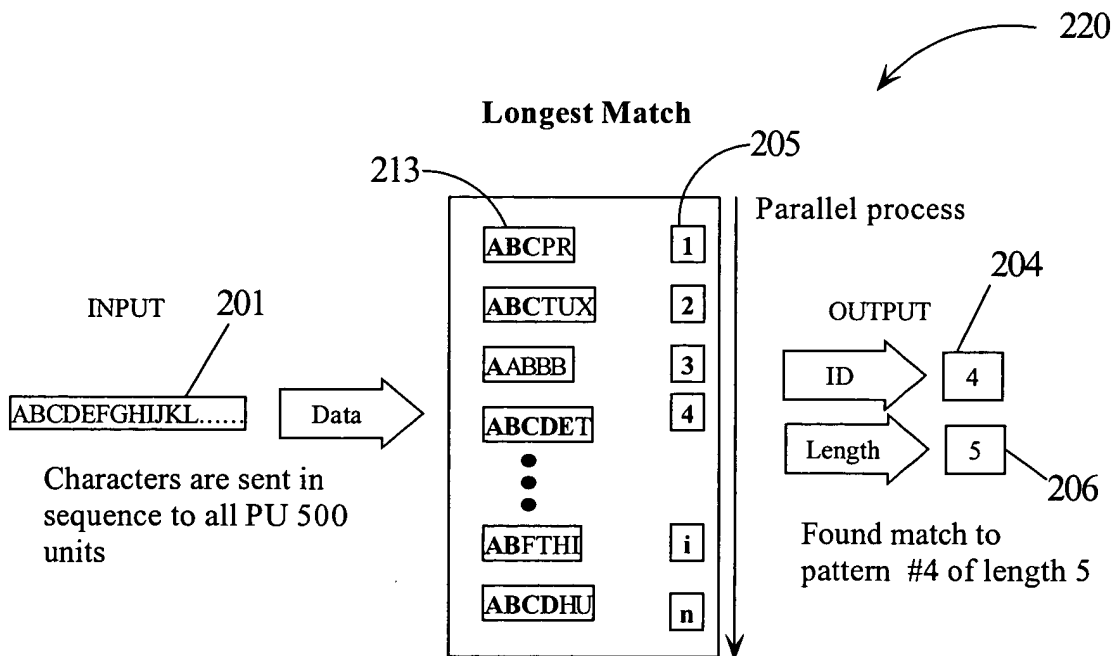 220
Longest Match
205
213
Parallel process
ABCPR 1
204
INPUT 201
ABCTUX 2
OUTPUT
AABBB 3
ID 4
ABCDEFGHIJKL......
Data
ABCDET 4
Length 5
Characters are sent in
sequence to all PU 500
units
206
ABFTHI i
Found match to
pattern #4 of length 5
ABCDHU n